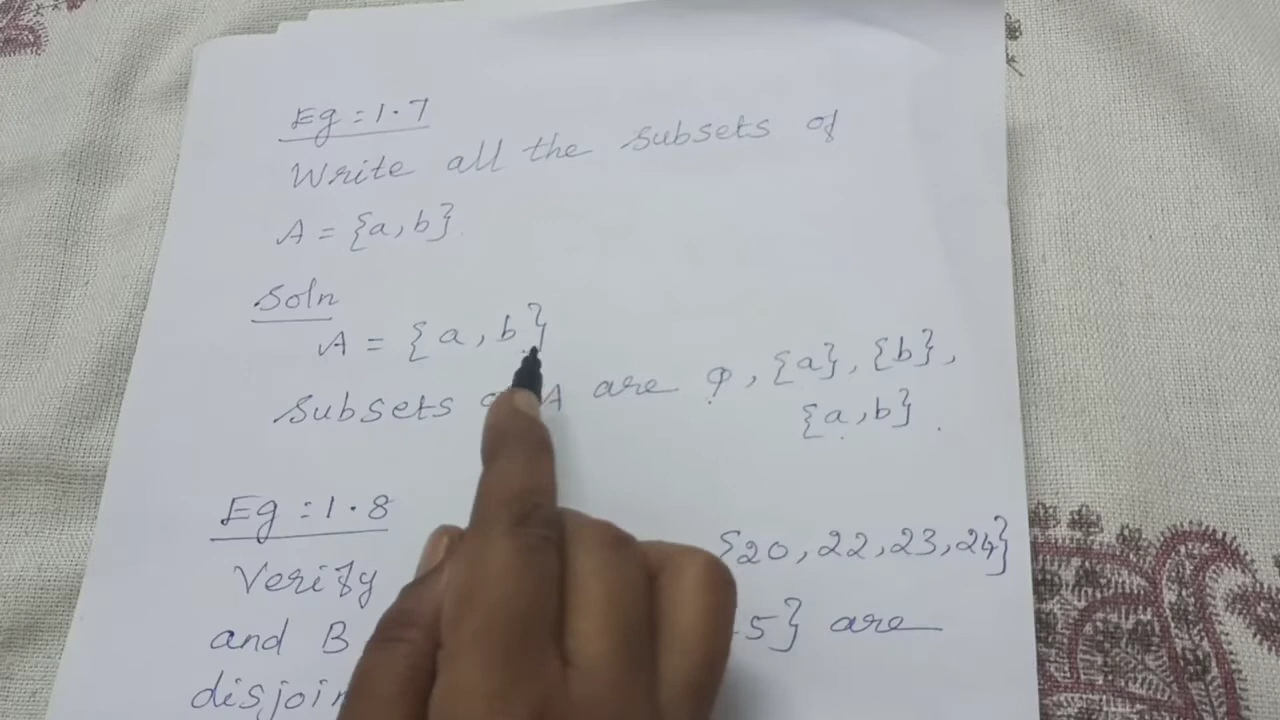 Eg: 1.7
Write all the subsets of
A = {a, b}.
Soln
A = {a, b}
Subsets A are φ, {a}, {b},
{a, b}.
Eg: 1.8
Verify {20, 22, 23, 24}
and B 5} are